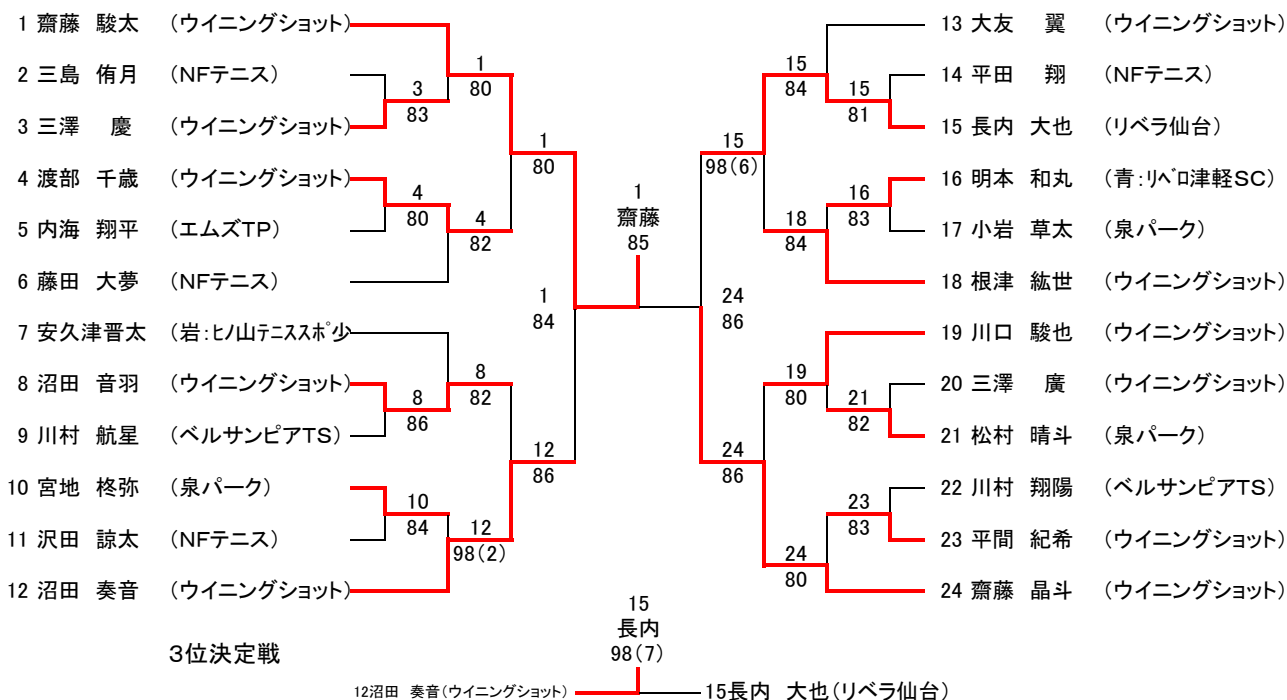 1 齋藤 駿太 (ウイニングショット)
2 三島 侑月 (NFテニス)
3 三澤 慶 (ウイニングショット)
4 渡部 千歳 (ウイニングショット)
5 内海 翔平 (エムズTP)
6 藤田 大夢 (NFテニス)
7 安久津晋太 (岩:ヒノ山テニススポ少
8 沼田 音羽 (ウイニングショット)
9 川村 航星 (ベルサンピアTS)
10 宮地 柊弥 (泉パーク)
11 沢田 諒太 (NFテニス)
12 沼田 奏音 (ウイニングショット)
3
83
4
80
8
86
10
84
1
80
4
82
8
82
12
98(2)
1
80
12
86
1
84
1
齋藤
85
24
86
15
98(6)
24
86
15
84
18
84
19
80
24
80
15
81
16
83
21
82
23
83
13 大友 翼 (ウイニングショット)
14 平田 翔 (NFテニス)
15 長内 大也 (リベラ仙台)
16 明本 和丸 (青:リベロ津軽SC)
17 小岩 草太 (泉パーク)
18 根津 紘世 (ウイニングショット)
19 川口 駿也 (ウイニングショット)
20 三澤 廣 (ウイニングショット)
21 松村 晴斗 (泉パーク)
22 川村 翔陽 (ベルサンピアTS)
23 平間 紀希 (ウイニングショット)
24 齋藤 晶斗 (ウイニングショット)
3位決定戦
15
長内
98(7)
12沼田 奏音(ウイニングショット)
15長内 大也(リベラ仙台)